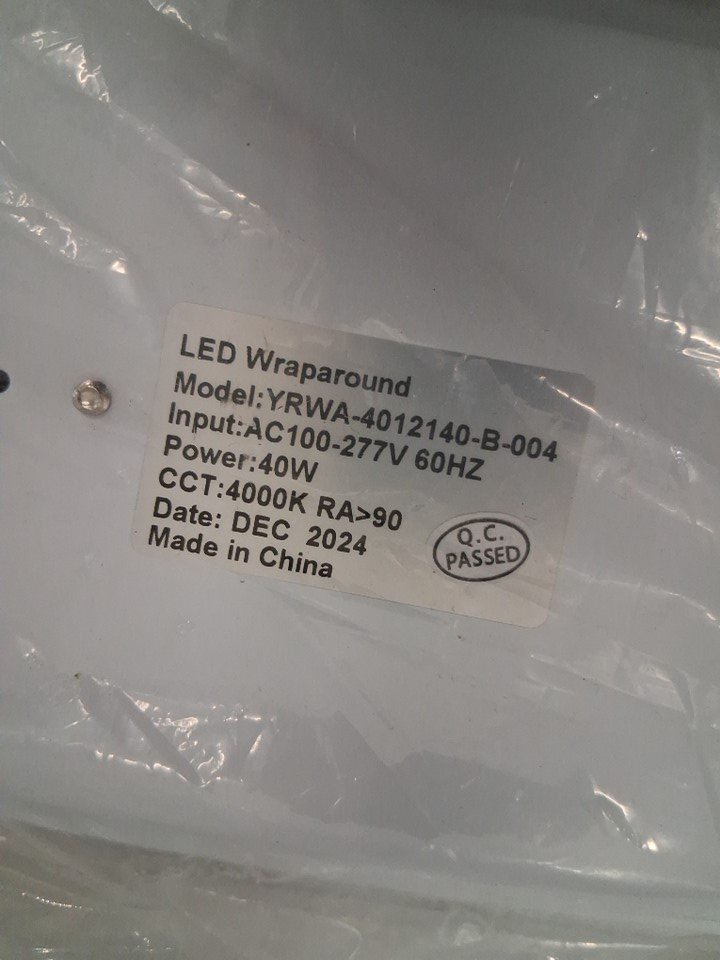 LED Wraparound
Model:YRWA-4012140-B-004
Input:AC100-277V 60HZ
Power:40W
CCT:4000K RA>90
Date: DEC 2024
Made in China
Q.C.
PASSED